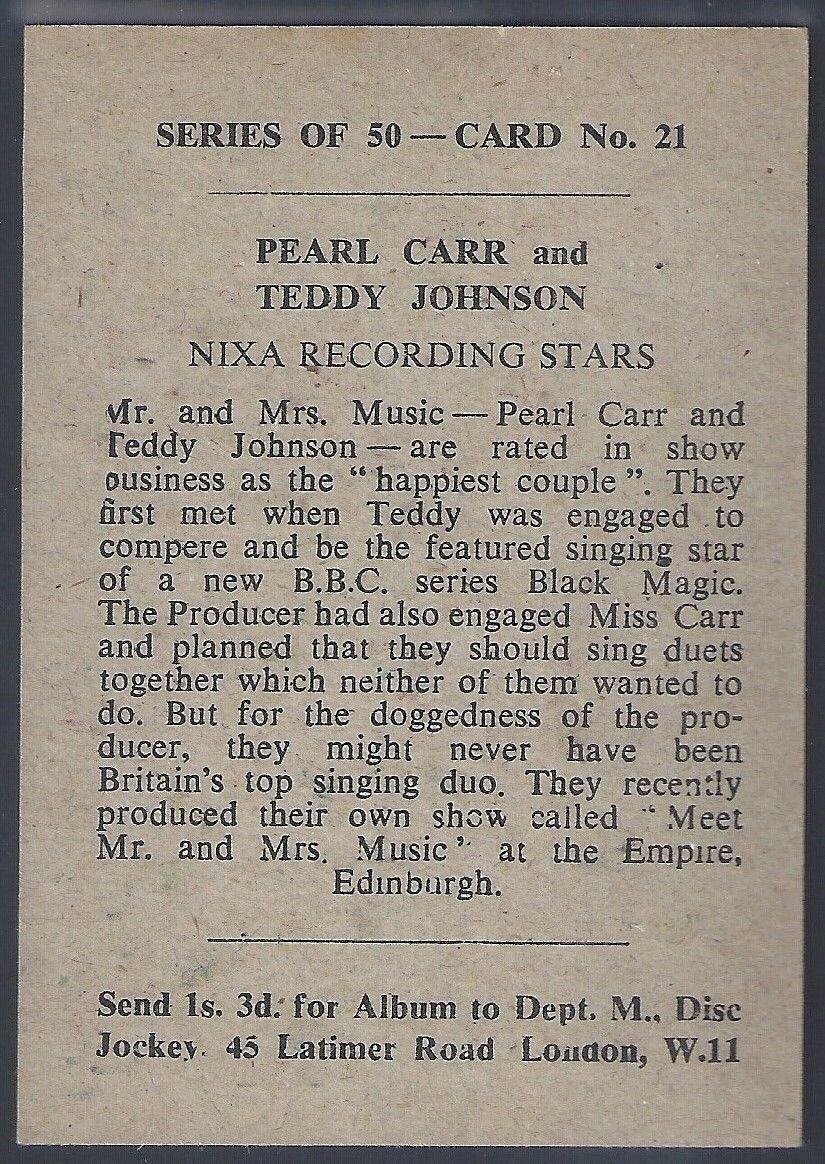 SERIES OF 50 — CARD No. 21
PEARL CARR and
TEDDY JOHNSON
NIXA RECORDING STARS
Mr. and Mrs. Music — Pearl Carr and
Teddy Johnson — are rated in show
business as the “ happiest couple ”. They
first met when Teddy was engaged to
compere and be the featured singing star
of a new B.B.C. series Black Magic.
The Producer had also engaged Miss Carr
and planned that they should sing duets
together which neither of them wanted to
do. But for the doggedness of the pro-
ducer, they might never have been
Britain's top singing duo. They recently
produced their own show called “ Meet
Mr. and Mrs. Music ” at the Empire,
Edinburgh.
Send 1s. 3d. for Album to Dept. M., Disc
Jockey. 45 Latimer Road London, W.11